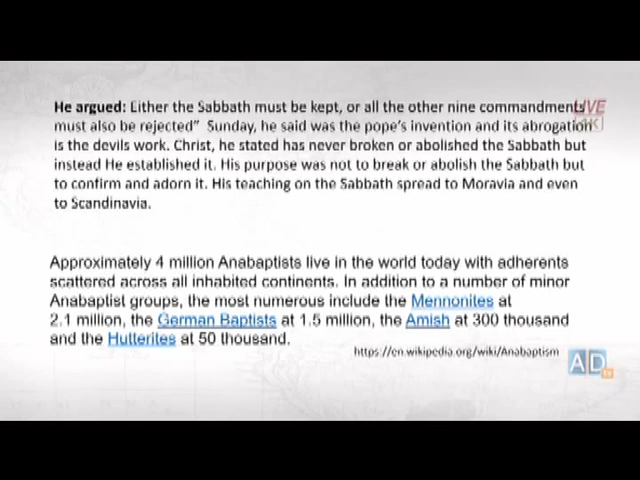 He argued: Either the Sabbath must be kept, or all the other nine commandments
must also be rejected” Sunday, he said was the pope’s invention and its abrogation
is the devils work. Christ, he stated has never broken or abolished the Sabbath but
instead He established it. His purpose was not to break or abolish the Sabbath but
to confirm and adorn it. His teaching on the Sabbath spread to Moravia and even
to Scandinavia.
LIVE
4K
Approximately 4 million Anabaptists live in the world today with adherents
scattered across all inhabited continents. In addition to a number of minor
Anabaptist groups, the most numerous include the Mennonites at
2.1 million, the German Baptists at 1.5 million, the Amish at 300 thousand
and the Hutterites at 50 thousand.
https://en.wikipedia.org/wiki/Anabaptism
AD
TV